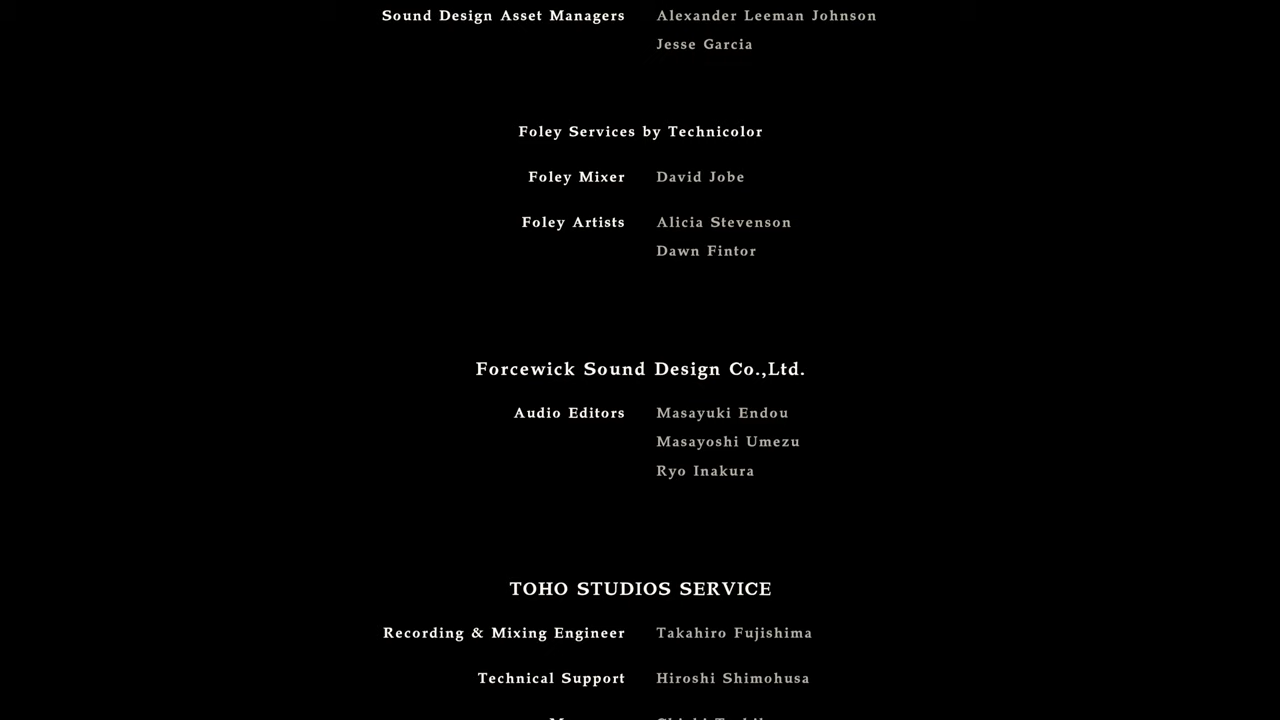 Sound Design Asset Managers Alexander Leeman Johnson
Jesse Garcia
Foley Services by Technicolor
Foley Mixer David Jobe
Foley Artists Alicia Stevenson
Dawn Fintor
Forcewick Sound Design Co.,Ltd.
Audio Editors Masayuki Endou
Masayoshi Umezu
Ryo Inakura
TOHO STUDIOS SERVICE
Recording & Mixing Engineer Takahiro Fujishima
Technical Support Hiroshi Shimohusa